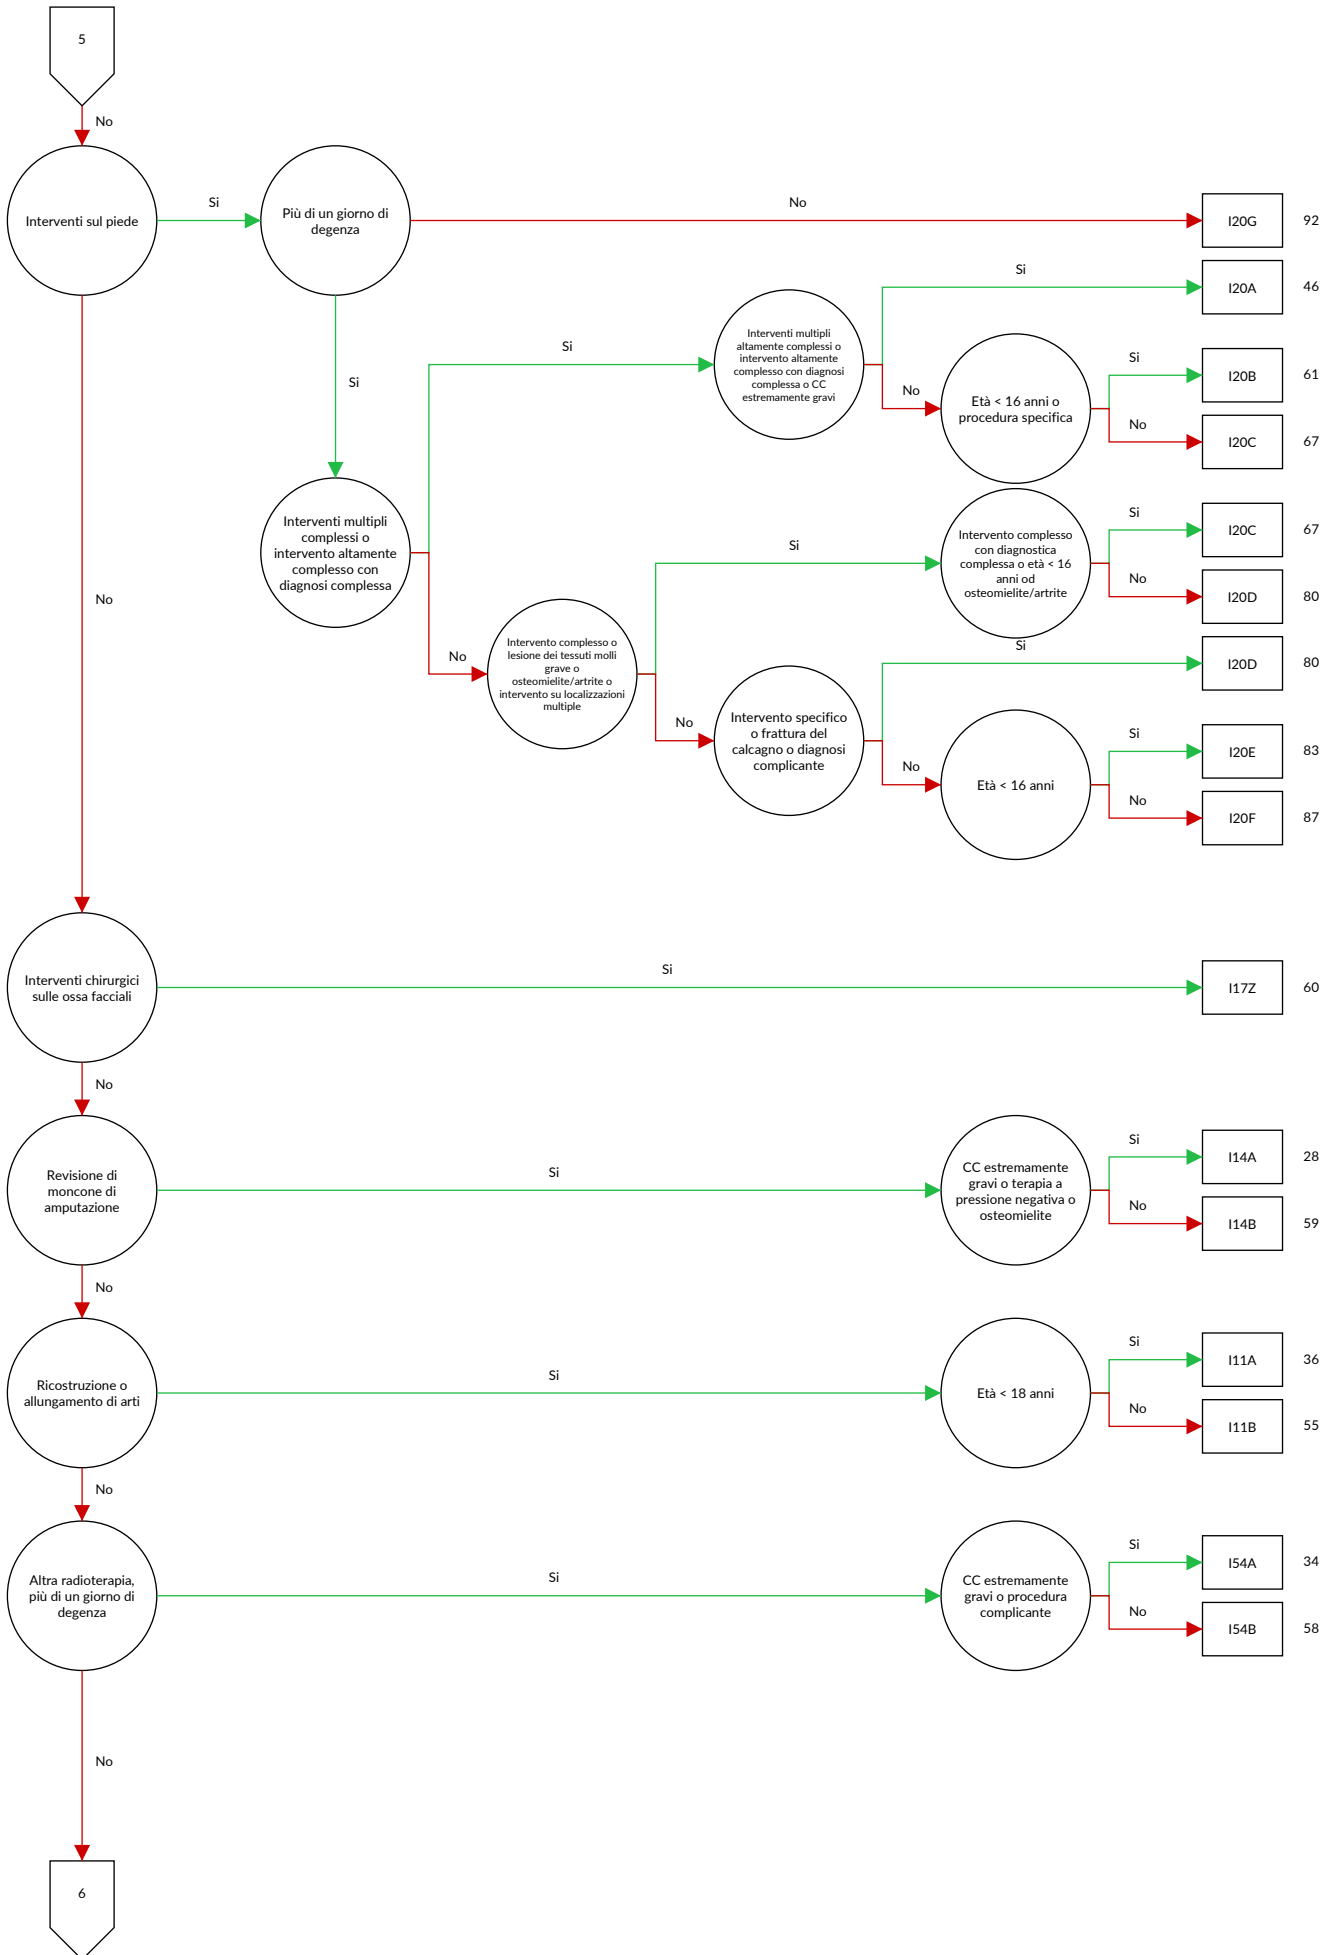 5
No
Interventi sul piede
Si
Più di un giorno di
degenza
No
I20G
92
Si
I20A
46
Interventi multipli
altamente complessi o
intervento altamente
complesso con diagnosi
complessa o CC
estremamente gravi
Si
Si
No
Età < 16 anni o
procedura specifica
Si
I20B
61
No
I20C
67
Interventi multipli
complessi o
intervento altamente
complesso con
diagnosi complessa
Intervento complesso
con diagnostica
complessa o età < 16
anni od
osteomielite/artrite
Si
Si
I20C
67
No
I20D
80
No
No
Intervento complesso o
lesione dei tessuti molli
grave o
osteomielite/artrite o
intervento su localizzazioni
multiple
Si
I20D
80
No
Intervento specifico
o frattura del
calcagno o diagnosi
complicante
No
Età < 16 anni
Si
I20E
83
No
I20F
87
Interventi chirurgici
sulle ossa facciali
Si
I17Z
60
No
Revisione di
moncone di
amputazione
Si
CC estremamente
gravi o terapia a
pressione negativa o
osteomielite
Si
I14A
28
No
I14B
59
No
Ricostruzione o
allungamento di arti
Si
Età < 18 anni
Si
I11A
36
No
I11B
55
No
Altra radioterapia,
più di un giorno di
degenza
Si
CC estremamente
gravi o procedura
complicante
Si
I54A
34
No
I54B
58
No
6